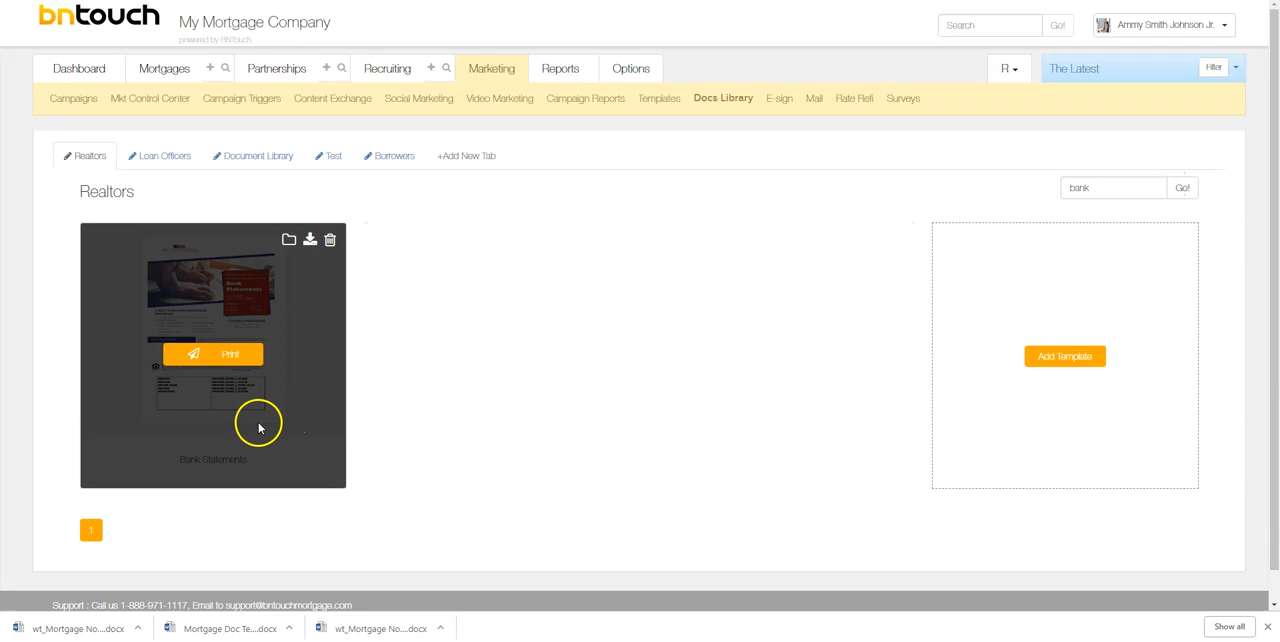 bntouch
My Mortgage Company
powered by BNTouch
Search Go!
Ammy Smith Johnson Jr.
Dashboard Mortgages Partnerships Recruiting Marketing Reports Options R The Latest Filter
Campaigns Mkt Control Center Campaign Triggers Content Exchange Social Marketing Video Marketing Campaign Reports Templates Docs Library E-sign Mail Rate Refi Surveys
Realtors Loan Officers Document Library Test Borrowers +Add New Tab
Realtors
bank Go!
Bank
Statements
Print
Add Template
Bank Statements
1
Support : Call us 1-888-971-1117, Email to support@bntouchmortgage.com
wt_Mortgage No....docx Mortgage Doc Te....docx wt_Mortgage No....docx Show all